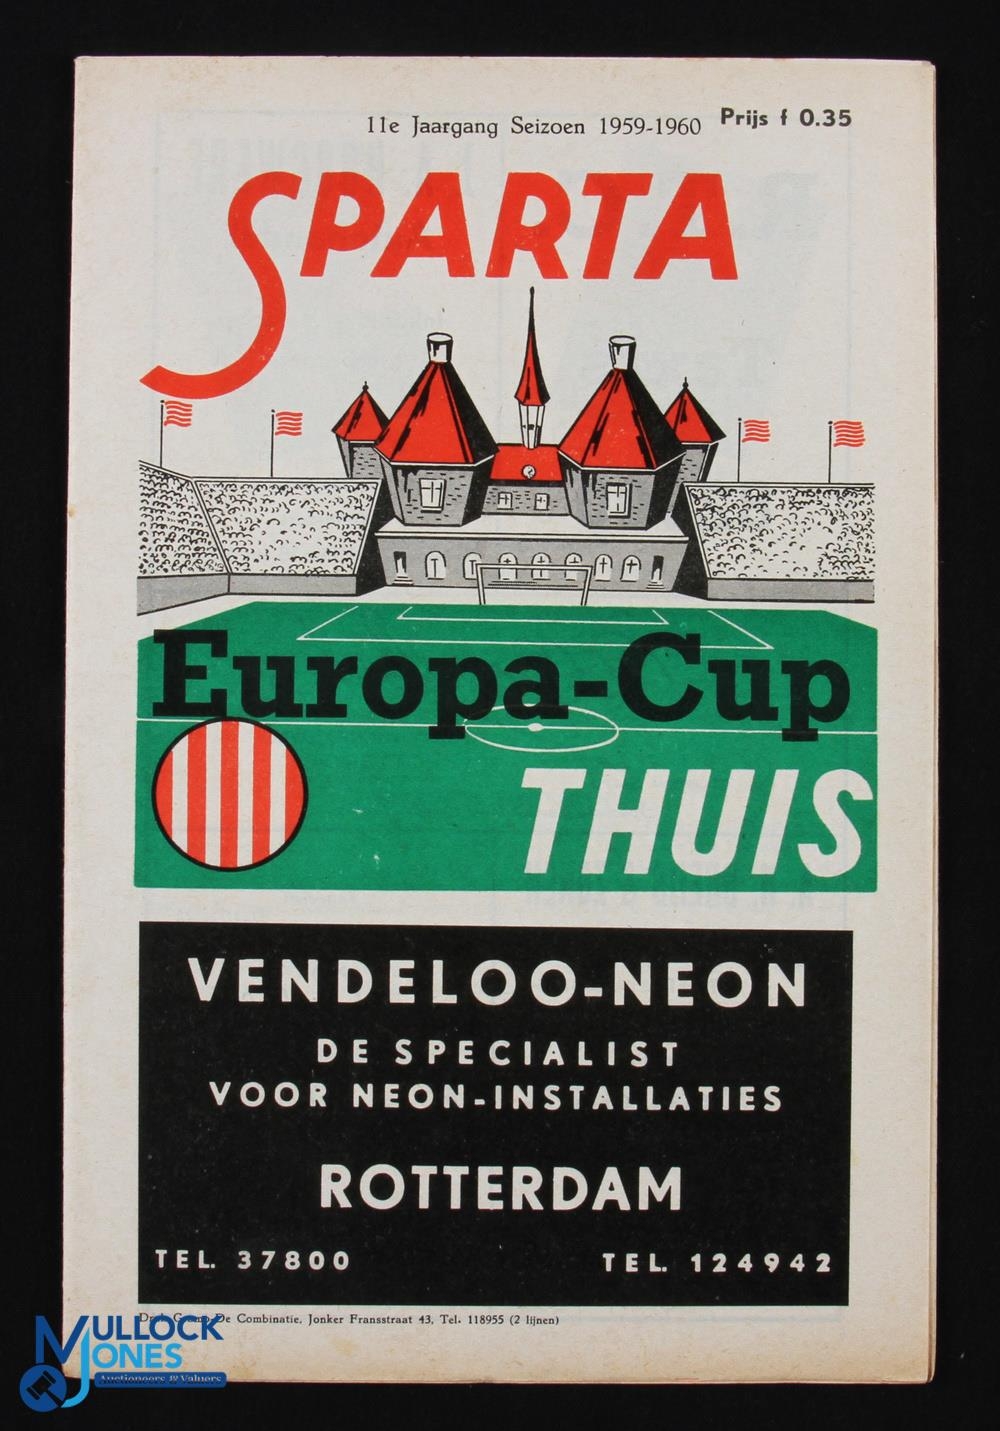 11e Jaargang Seizoen 1959-1960 Prijs f 0.35
SPARTA
Europa-Cup
THUIS
VENDELOO-NEON
DE SPECIALIST
VOOR NEON-INSTALLATIES
ROTTERDAM
TEL. 37800 TEL. 124942
De Combinatie, Jonker Fransstraat 43, Tel. 118955 (2 lijnen)
MULLOCK
JONES
Auctioneers & Valuers